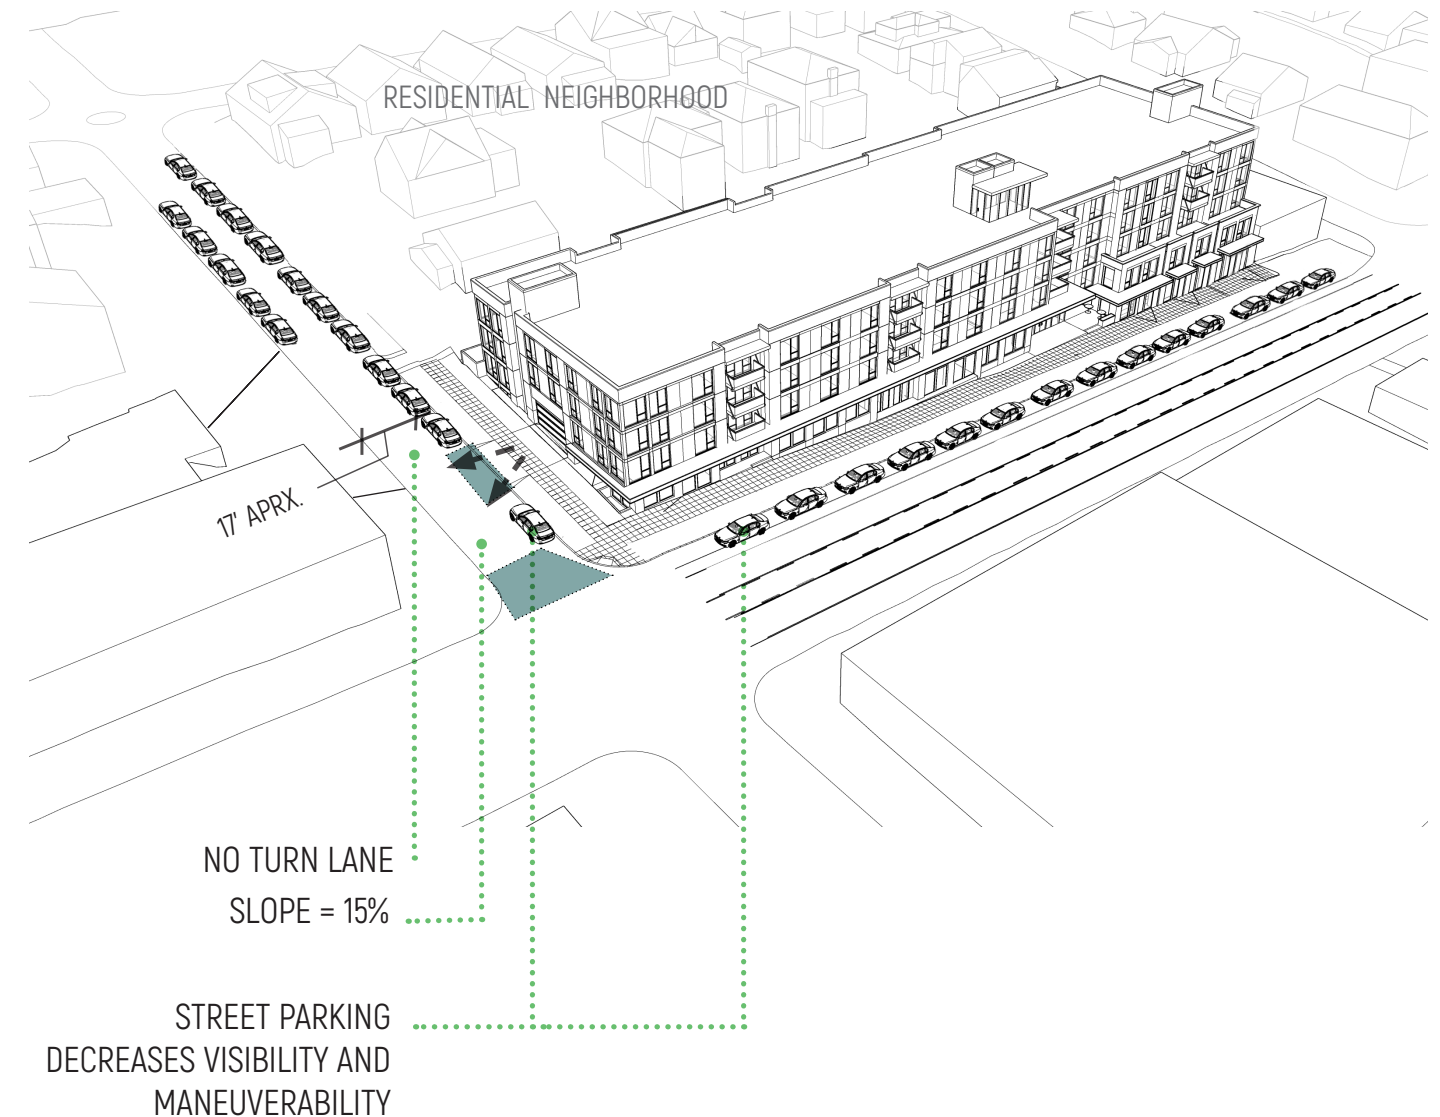 RESIDENTIAL NEIGHBORHOOD
17' APRX.
NO TURN LANE
SLOPE = 15%
STREET PARKING
DECREASES VISIBILITY AND
MANEUVERABILITY